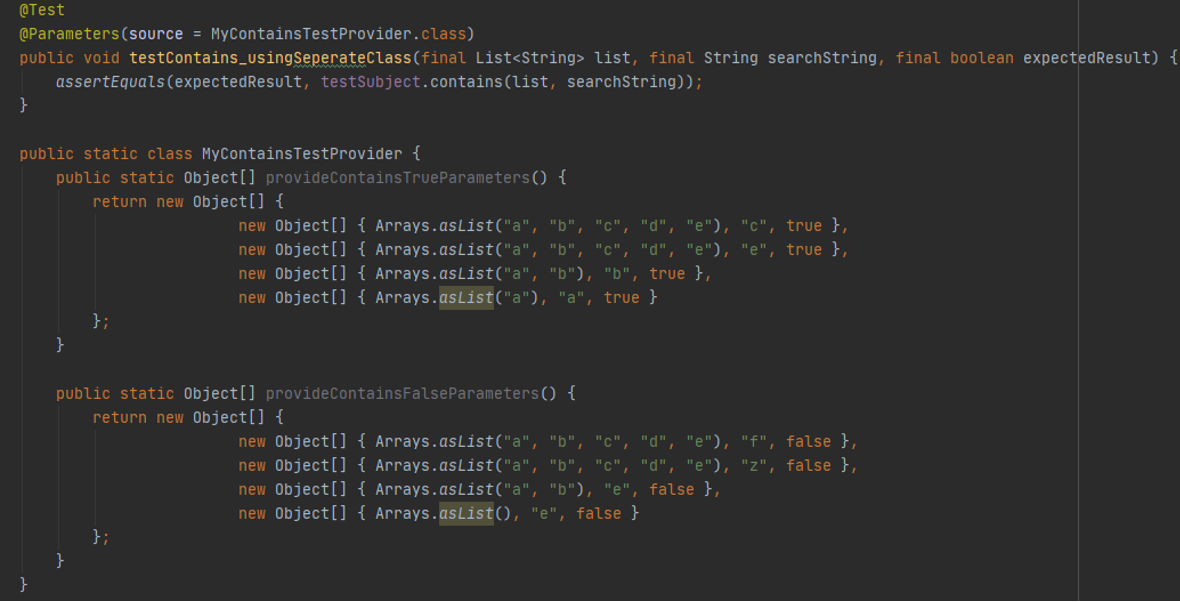 @Test
@Parameters(source = MyContainsTestProvider.class)
public void testContains_usingSeperateClass(final List<String> list, final String searchString, final boolean expectedResult) {
assertEquals(expectedResult, testSubject.contains(list, searchString));
}
public static class MyContainsTestProvider {
public static Object[] provideContainsTrueParameters() {
return new Object[] {
new Object[] { Arrays.asList("a", "b", "c", "d", "e"), "c", true },
new Object[] { Arrays.asList("a", "b", "c", "d", "e"), "e", true },
new Object[] { Arrays.asList("a", "b"), "b", true },
new Object[] { Arrays.asList("a"), "a", true }
};
}
public static Object[] provideContainsFalseParameters() {
return new Object[] {
new Object[] { Arrays.asList("a", "b", "c", "d", "e"), "f", false },
new Object[] { Arrays.asList("a", "b", "c", "d", "e"), "z", false },
new Object[] { Arrays.asList("a", "b"), "e", false },
new Object[] { Arrays.asList(), "e", false }
};
}
}